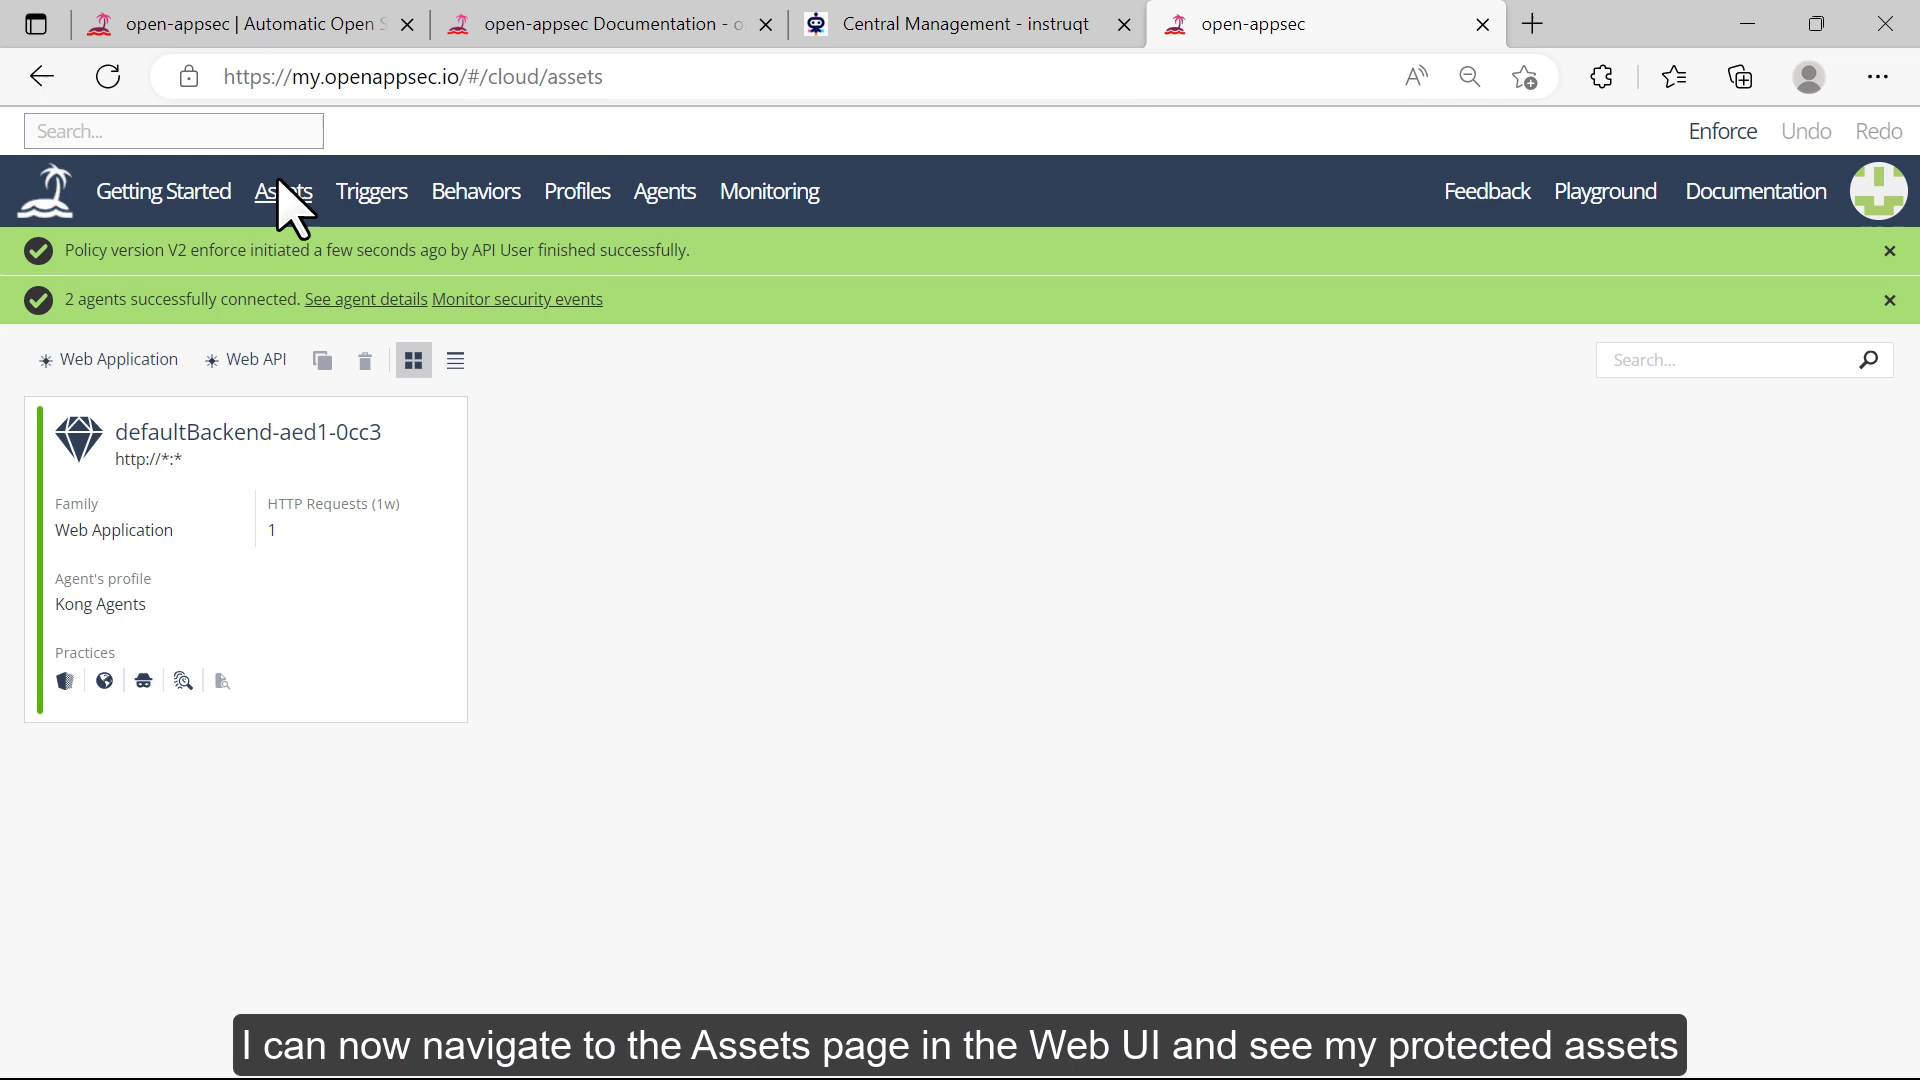 open-appsec | Automatic Open S
open-appsec Documentation - o
Central Management - instruqt
open-appsec
https://my.openappsec.io/#/cloud/assets
Search...
Enforce Undo Redo
Getting Started Assets Triggers Behaviors Profiles Agents Monitoring
Feedback Playground Documentation
Policy version V2 enforce initiated a few seconds ago by API User finished successfully.
2 agents successfully connected. See agent details Monitor security events
Web Application Web API
Search...
defaultBackend-aed1-0cc3
http://*:*
Family
Web Application
HTTP Requests (1w)
1
Agent's profile
Kong Agents
Practices
I can now navigate to the Assets page in the Web UI and see my protected assets